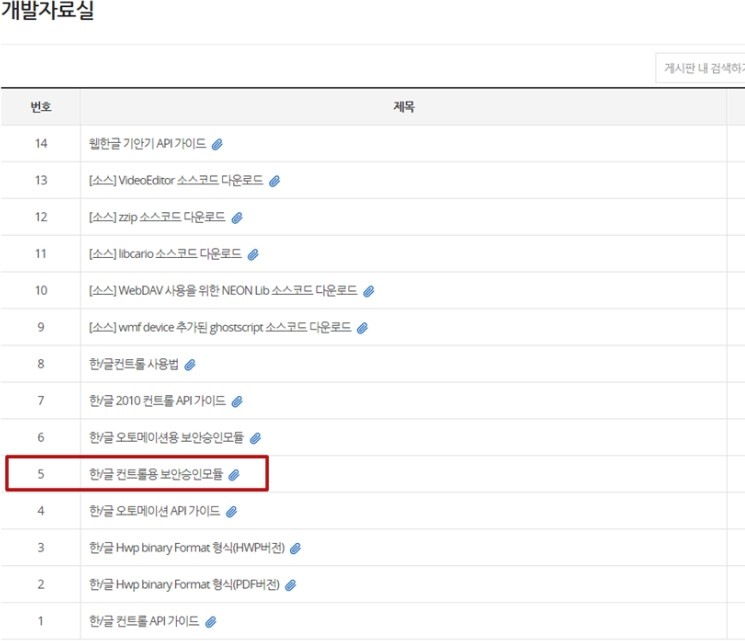 개발자료실
게시판 내 검색하기
번호 제목
14 웹한글 기안기 API 가이드
13 [소스] VideoEditor 소스코드 다운로드
12 [소스] zzip 소스코드 다운로드
11 [소스] libcario 소스코드 다운로드
10 [소스] WebDAV 사용을 위한 NEON Lib 소스코드 다운로드
9 [소스] wmf device 추가된 ghostscript 소스코드 다운로드
8 한/글컨트롤 사용법
7 한/글 2010 컨트롤 API 가이드
6 한/글 오토메이션용 보안승인모듈
5 한/글 컨트롤용 보안승인모듈
4 한/글 오토메이션 API 가이드
3 한/글 Hwp binary Format 형식(HWP버전)
2 한/글 Hwp binary Format 형식(PDF버전)
1 한/글 컨트롤 API 가이드